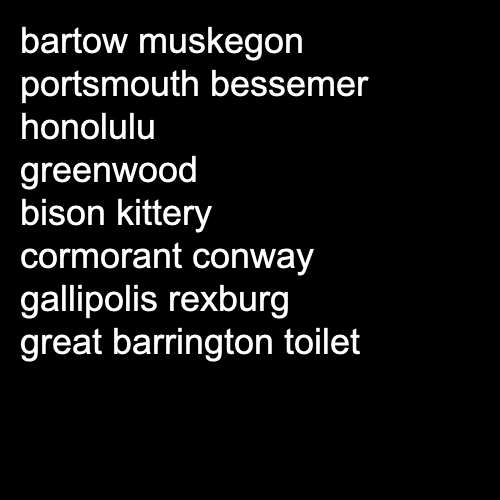 bartow muskegon
portsmouth bessemer
honolulu
greenwood
bison kittery
cormorant conway
gallipolis rexburg
great barrington toilet